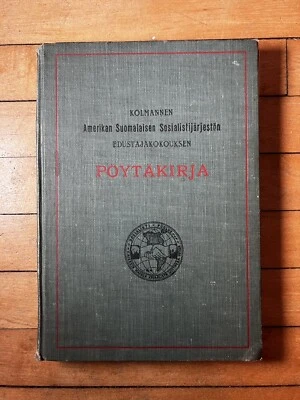 KOLMANNEN
Amerikan Suomalaisen Sosialistijärjestön
EDUSTAJAKOKOUKSEN
PÖYTÄKIRJA